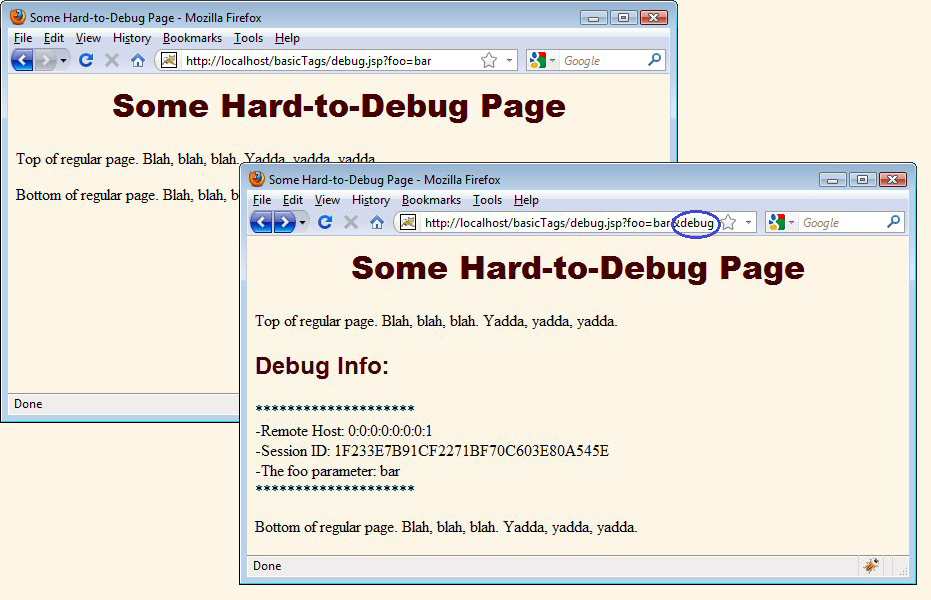 Some Hard-to-Debug Page - Mozilla Firefox
File Edit View History Bookmarks Tools Help
http://localhost/basicTags/debug.jsp?foo=bar
Google
Some Hard-to-Debug Page
Top of regular page. Blah, blah, blah. Yadda, yadda, yadda.
Bottom of regular page. Blah, blah, b
Done
Some Hard-to-Debug Page - Mozilla Firefox
File Edit View History Bookmarks Tools Help
http://localhost/basicTags/debug.jsp?foo=bar&debug
Google
Some Hard-to-Debug Page
Top of regular page. Blah, blah, blah. Yadda, yadda, yadda.
Debug Info:
********************
-Remote Host: 0:0:0:0:0:0:0:1
-Session ID: 1F233E7B91CF2271BF70C603E80A545E
-The foo parameter: bar
********************
Bottom of regular page. Blah, blah, blah. Yadda, yadda, yadda.
Done